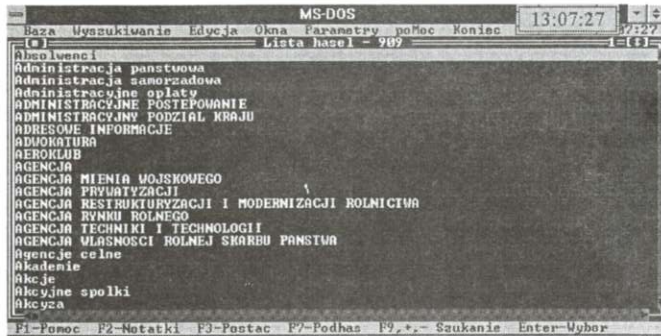 MS-DOS
13:07:27
Baza Wyszukiwanie Edycja Okna Parametry poMoc Koniec 7:27
Lista hasel - 909 1
Absolwenci
Administracja panstwowa
Administracja samorzadowa
Administracyjne oplaty
ADMINISTRACYJNE POSTEPOWANIE
ADMINISTRACYJNY PODZIAL KRAJU
ADRESOWE INFORMACJE
ADWOKATURA
AEROKLUB
AGENCJA
AGENCJA MIENIA WOJSKOWEGO
AGENCJA PRYWATYZACJI
AGENCJA RESTRUKTURYZACJI I MODERNIZACJI ROLNICTWA
AGENCJA RYNKU ROLNEGO
AGENCJA TECHNIKI I TECHNOLOGII
AGENCJA WLASNOSCI ROLNEJ SKARBU PANSTWA
Agencje celne
Akademie
Akcje
Akcyjne spolki
Akcyza
F1-Pomoc F2-Notatki F3-Postac F7-Podhas F9,+,- Szukanie Enter-Wybor